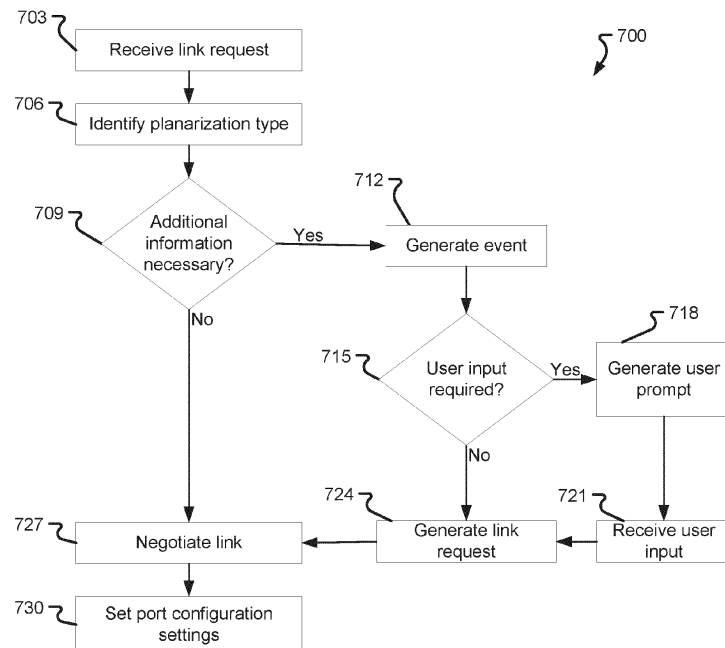 703
Receive link request
700
706
Identify planarization type
712
709
Additional
information
necessary?
Yes
Generate event
No
718
715
User input
required?
Yes
Generate user
prompt
No
724
721
727
Negotiate link
Generate link
request
Receive user
input
730
Set port configuration
settings